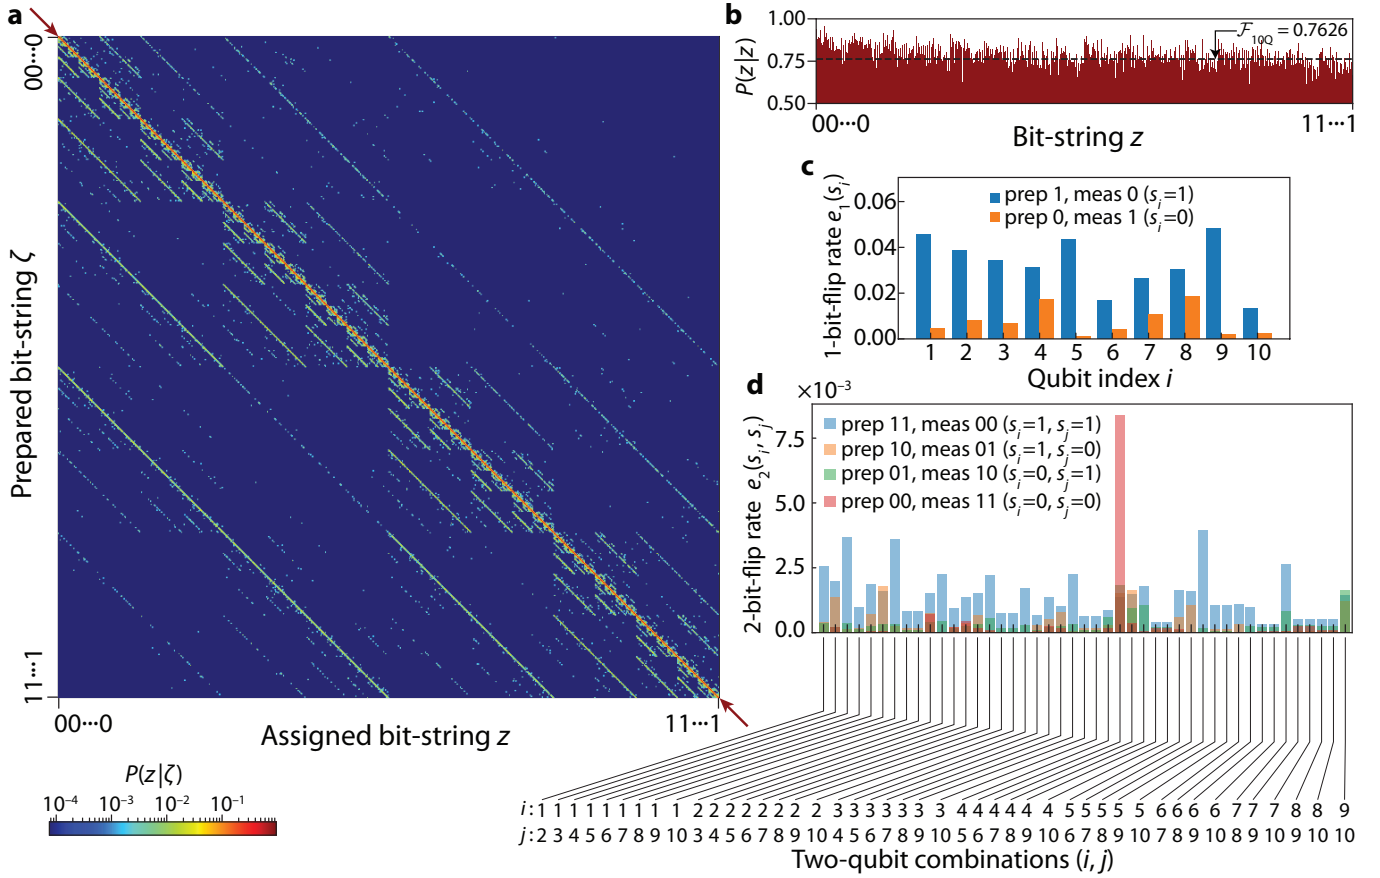 a
00···0
Prepared bit-string ζ
11···1
00···0
11···1
Assigned bit-string z
P(z|ζ)
10⁻⁴ 10⁻³ 10⁻² 10⁻¹
b
1.00
0.75
0.50
P(z|z)
ℱ₁₀Q = 0.7626
00···0
11···1
Bit-string z
c
1-bit-flip rate e₁(sᵢ)
0.06
0.04
0.02
0.00
prep 1, meas 0 (sᵢ=1)
prep 0, meas 1 (sᵢ=0)
1 2 3 4 5 6 7 8 9 10
Qubit index i
d
×10⁻³
2-bit-flip rate e₂(sᵢ, sⱼ)
7.5
5.0
2.5
0.0
prep 11, meas 00 (sᵢ=1, sⱼ=1)
prep 10, meas 01 (sᵢ=1, sⱼ=0)
prep 01, meas 10 (sᵢ=0, sⱼ=1)
prep 00, meas 11 (sᵢ=0, sⱼ=0)
i: 1 1 1 1 1 1 1 1 1 2 2 2 2 2 2 2 2 3 3 3 3 3 3 3 4 4 4 4 4 4 5 5 5 5 5 6 6 6 6 7 7 7 8 8 9
j: 2 3 4 5 6 7 8 9 10 3 4 5 6 7 8 9 10 4 5 6 7 8 9 10 5 6 7 8 9 10 6 7 8 9 10 7 8 9 10 8 9 10 9 10 10
Two-qubit combinations (i, j)